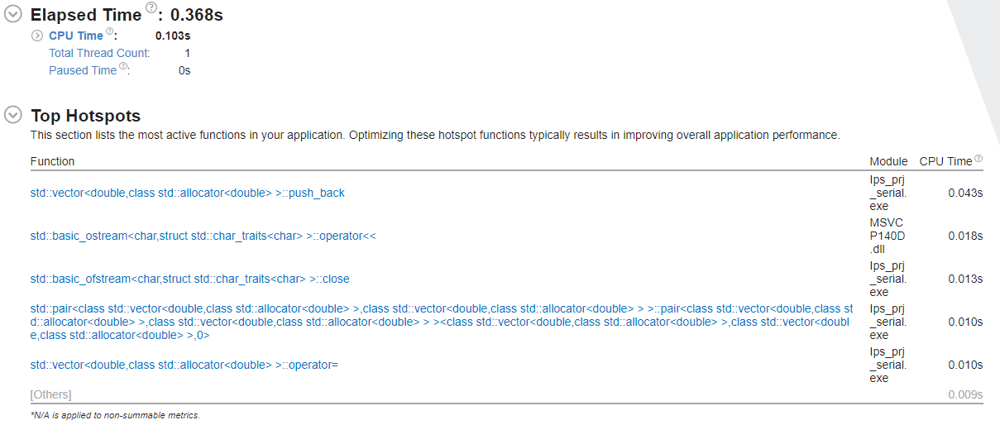 Elapsed Time ?: 0.368s
CPU Time ?: 0.103s
Total Thread Count: 1
Paused Time ?: 0s
Top Hotspots
This section lists the most active functions in your application. Optimizing these hotspot functions typically results in improving overall application performance.
Function Module CPU Time ?
std::vector<double,class std::allocator<double> >::push_back lps_prj_serial.exe 0.043s
std::basic_ostream<char,struct std::char_traits<char> >::operator<< MSVCP140D.dll 0.018s
std::basic_ofstream<char,struct std::char_traits<char> >::close lps_prj_serial.exe 0.013s
std::pair<class std::vector<double,class std::allocator<double> >,class std::vector<double,class std::allocator<double> > >::pair<class std::vector<double,class st
d::allocator<double> >,class std::vector<double,class std::allocator<double> > ><class std::vector<double,class std::allocator<double> >,class std::vector<doubl
e,class std::allocator<double> >,0> lps_prj_serial.exe 0.010s
std::vector<double,class std::allocator<double> >::operator= lps_prj_serial.exe 0.010s
[Others] 0.009s
*N/A is applied to non-summable metrics.